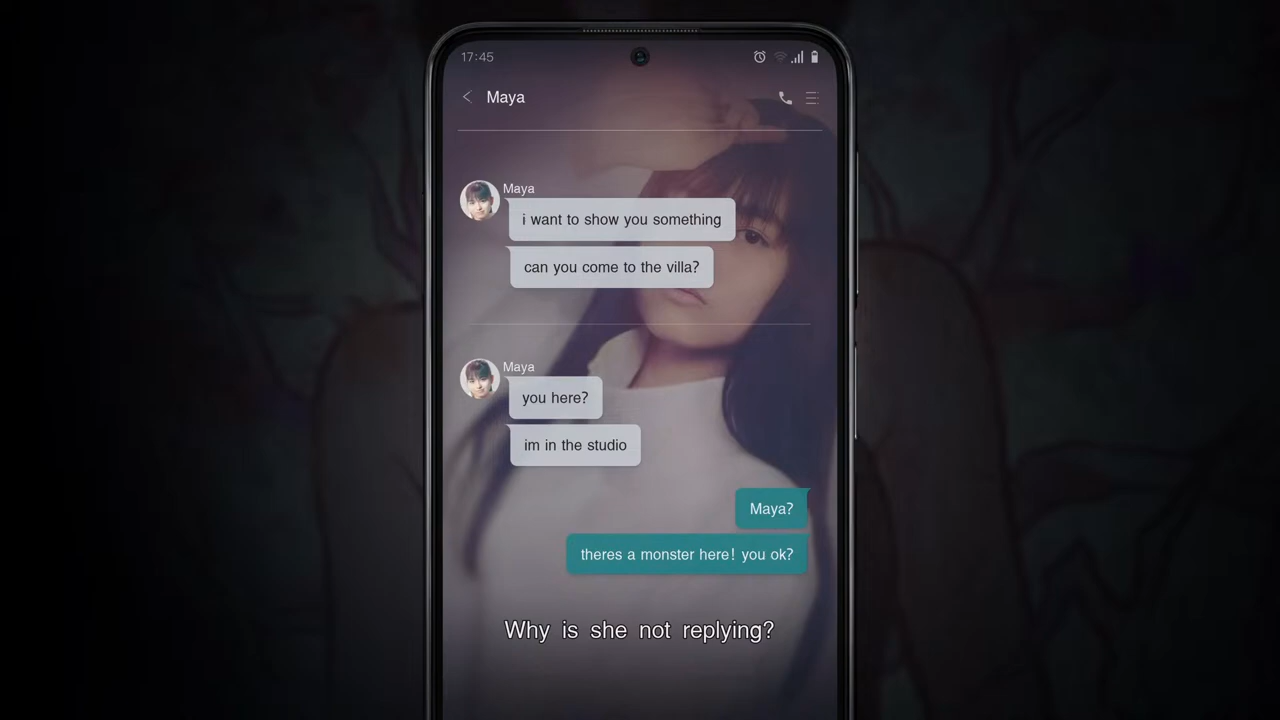 17:45
Maya
Maya
i want to show you something
can you come to the villa?
Maya
you here?
im in the studio
Maya?
theres a monster here! you ok?
Why is she not replying?